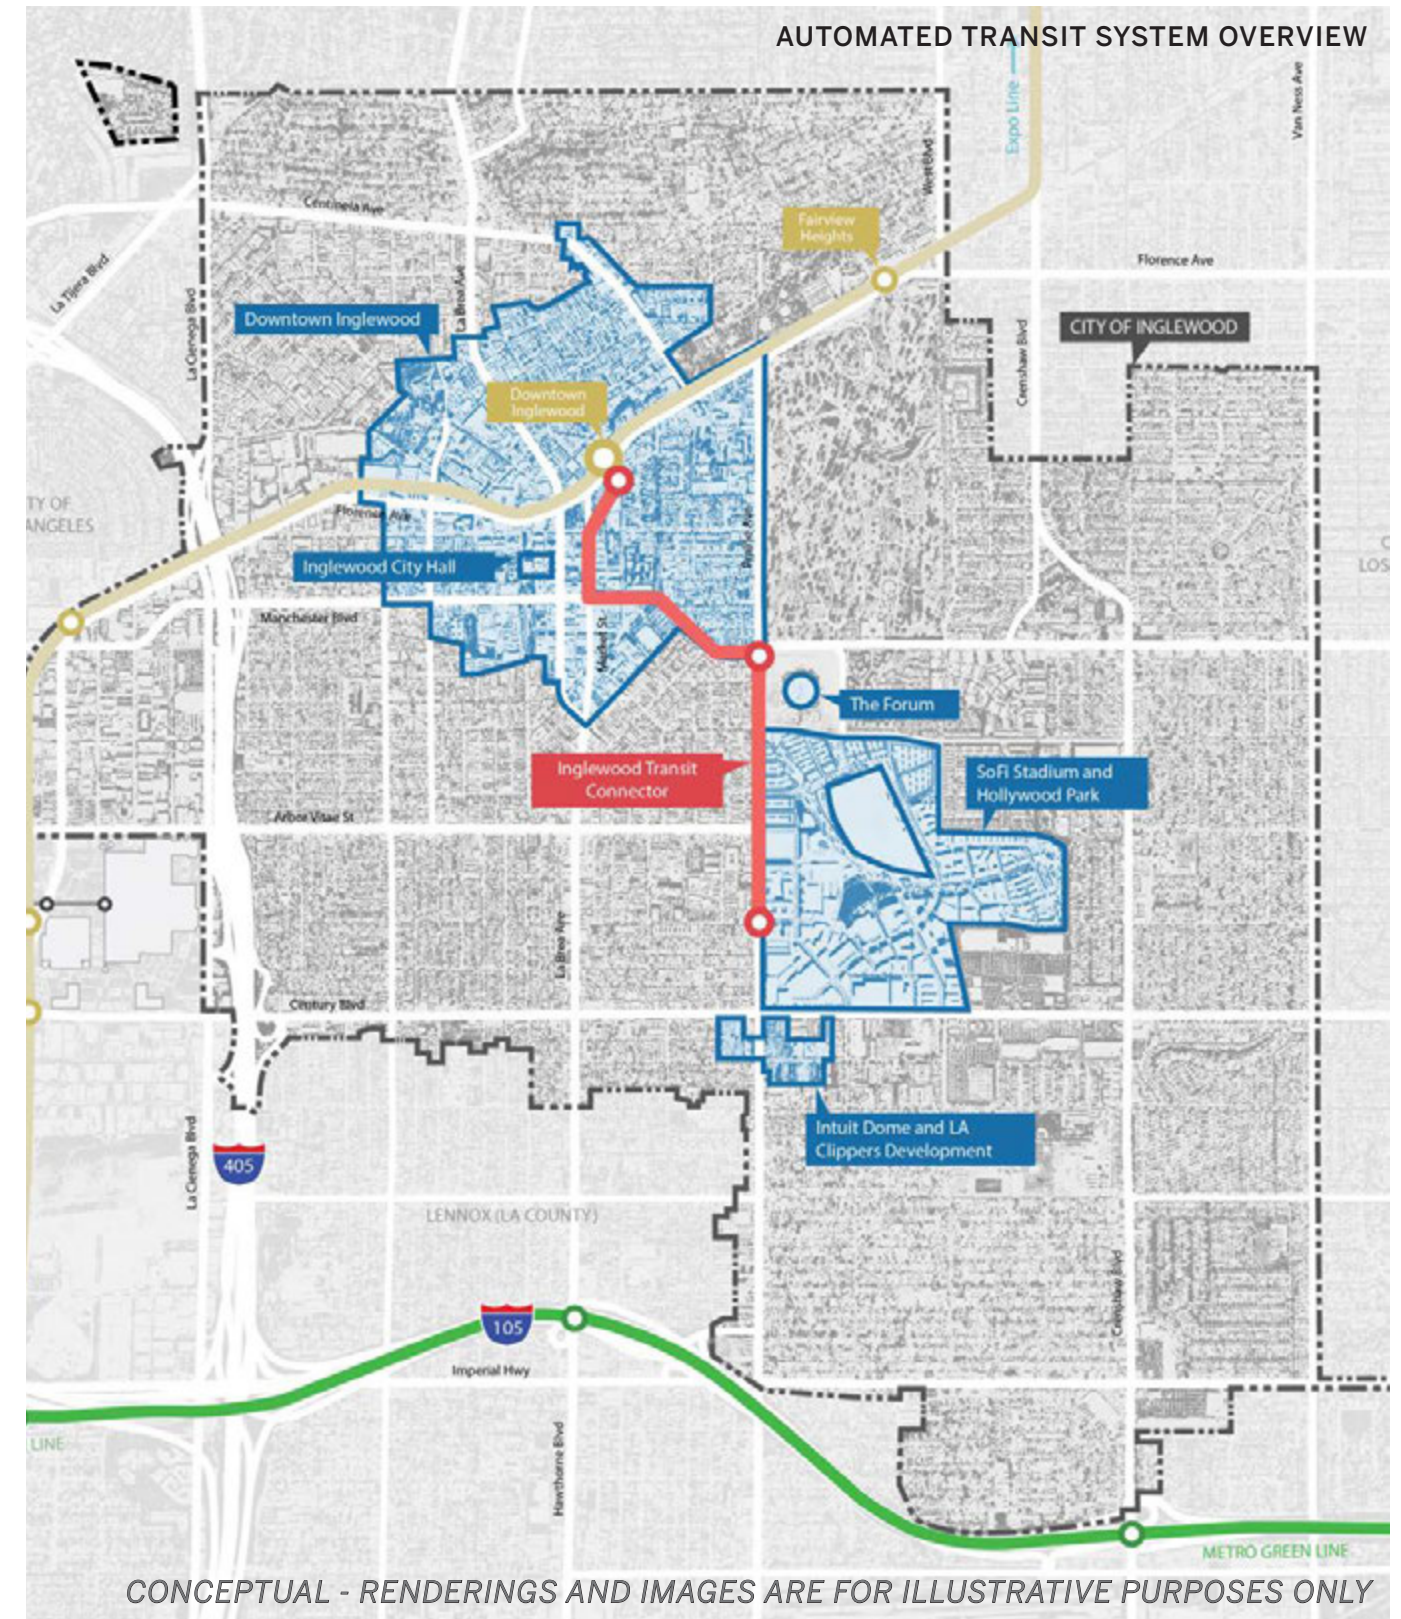 AUTOMATED TRANSIT SYSTEM OVERVIEW
Expo Line
Van Ness Ave
West Blvd
Centinela Ave
Fairview
Heights
Florence Ave
La Tijera Blvd
La Cienega Blvd
La Brea Ave
Downtown Inglewood
CITY OF INGLEWOOD
Crenshaw Blvd
Downtown
Inglewood
TY OF
ANGELES
Florence Ave
Prairie Ave
LOS
Inglewood City Hall
Manchester Blvd
Market St
The Forum
Inglewood Transit
Connector
SoFi Stadium and
Hollywood Park
Arbor Vitae St
La Brea Ave
Century Blvd
Intuit Dome and LA
Clippers Development
La Cienega Blvd
405
LENNOX (LA COUNTY)
Crenshaw Blvd
105
Imperial Hwy
LINE
Hawthorne Blvd
METRO GREEN LINE
CONCEPTUAL - RENDERINGS AND IMAGES ARE FOR ILLUSTRATIVE PURPOSES ONLY